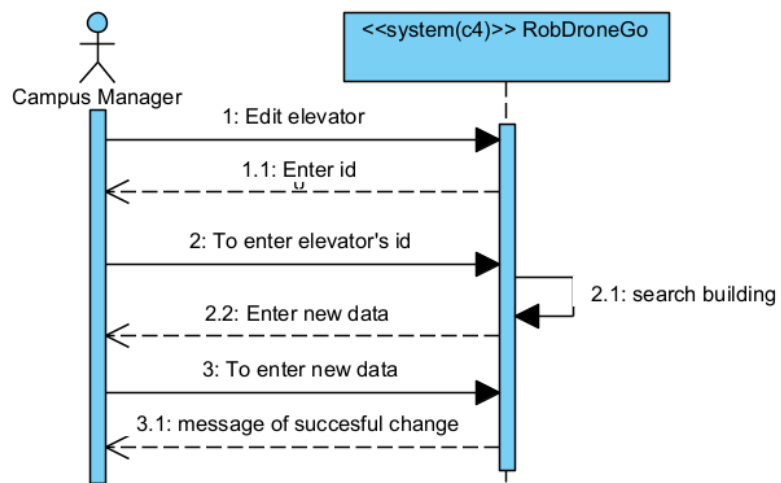 <<system(c4)>> RobDroneGo
Campus Manager
1: Edit elevator
1.1: Enter id
2: To enter elevator's id
2.1: search building
2.2: Enter new data
3: To enter new data
3.1: message of succesful change